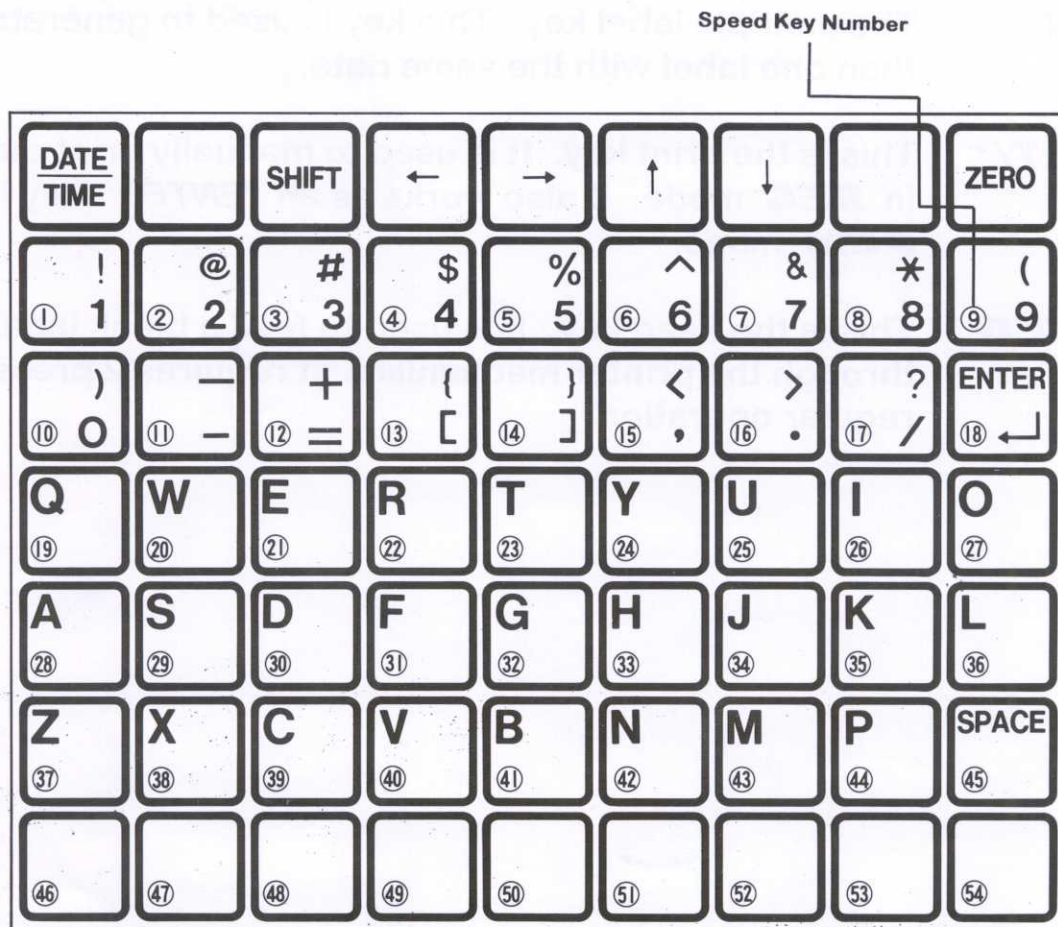 Speed Key Number
DATE SHIFT ← → ↑ ↓ ZERO
TIME
! @ # $ % ^ & * (
① 1 ② 2 ③ 3 ④ 4 ⑤ 5 ⑥ 6 ⑦ 7 ⑧ 8 ⑨ 9
) — + { } < > ? ENTER
⑩ 0 ⑪ – ⑫ = ⑬ [ ⑭ ] ⑮ , ⑯ . ⑰ / ⑱ ↵
Q W E R T Y U I O
⑲ ⑳ ㉑ ㉒ ㉓ ㉔ ㉕ ㉖ ㉗
A S D F G H J K L
㉘ ㉙ ㉚ ㉛ ㉜ ㉝ ㉞ ㉟ ㊱
Z X C V B N M P SPACE
㊲ ㊳ ㊴ ㊵ ㊶ ㊷ ㊸ ㊹ ㊺
㊻ ㊼ ㊽ ㊾ ㊿ 51 52 53 54